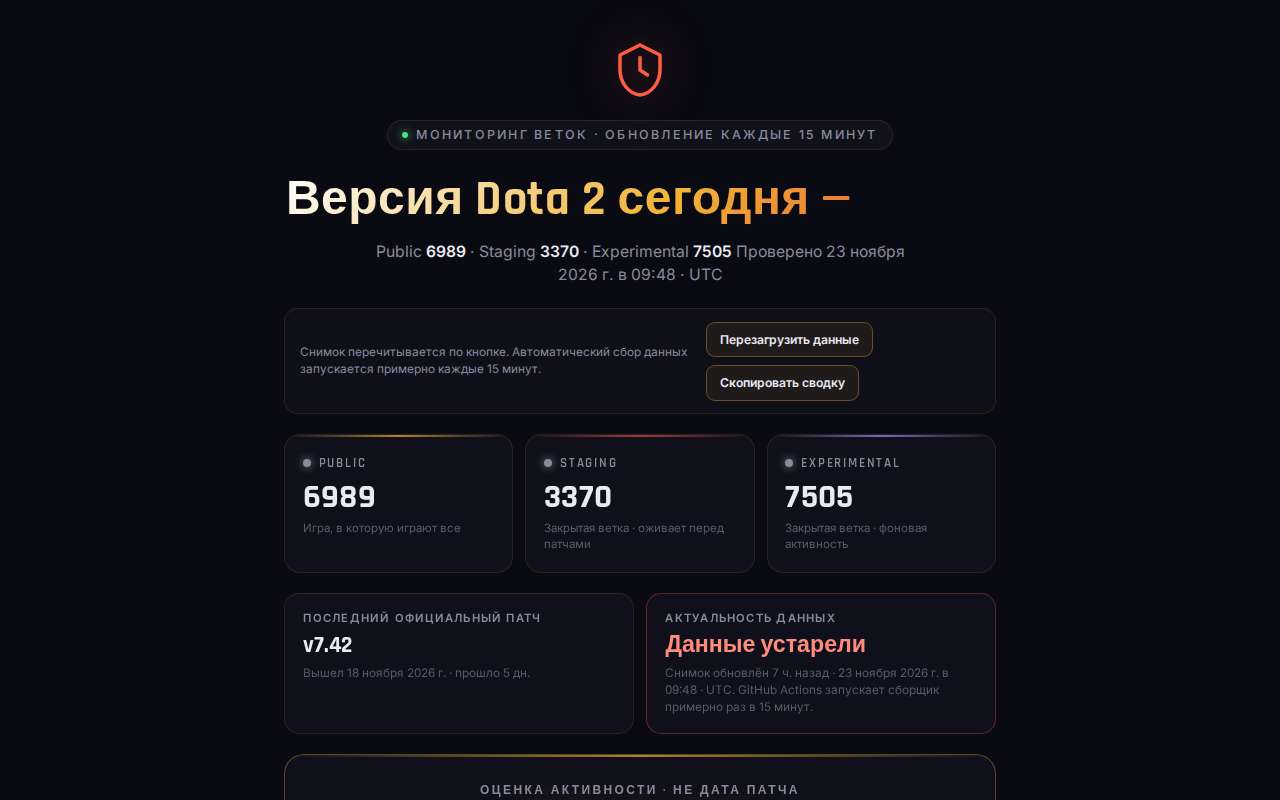 МОНИТОРИНГ ВЕТОК · ОБНОВЛЕНИЕ КАЖДЫЕ 15 МИНУТ
Версия Dota 2 сегодня —
Public 6989 · Staging 3370 · Experimental 7505 Проверено 23 ноября
2026 г. в 09:48 · UTC
Снимок перечитывается по кнопке. Автоматический сбор данных
запускается примерно каждые 15 минут.
Перезагрузить данные
Скопировать сводку
PUBLIC
6989
Игра, в которую играют все
STAGING
3370
Закрытая ветка · оживает перед
патчами
EXPERIMENTAL
7505
Закрытая ветка · фоновая
активность
ПОСЛЕДНИЙ ОФИЦИАЛЬНЫЙ ПАТЧ
v7.42
Вышел 18 ноября 2026 г. · прошло 5 дн.
АКТУАЛЬНОСТЬ ДАННЫХ
Данные устарели
Снимок обновлён 7 ч. назад · 23 ноября 2026 г. в
09:48 · UTC. GitHub Actions запускает сборщик
примерно раз в 15 минут.
ОЦЕНКА АКТИВНОСТИ · НЕ ДАТА ПАТЧА